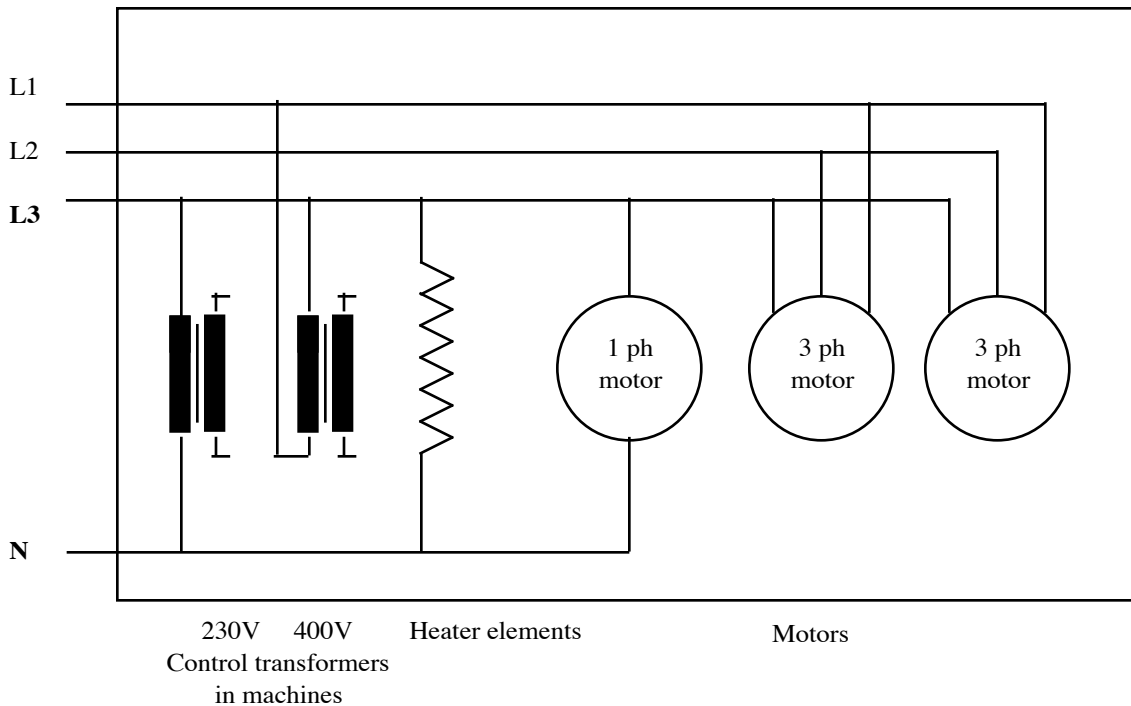 L1
L2
L3
1 ph
motor
3 ph
motor
3 ph
motor
N
230V 400V
Control transformers
in machines
Heater elements
Motors